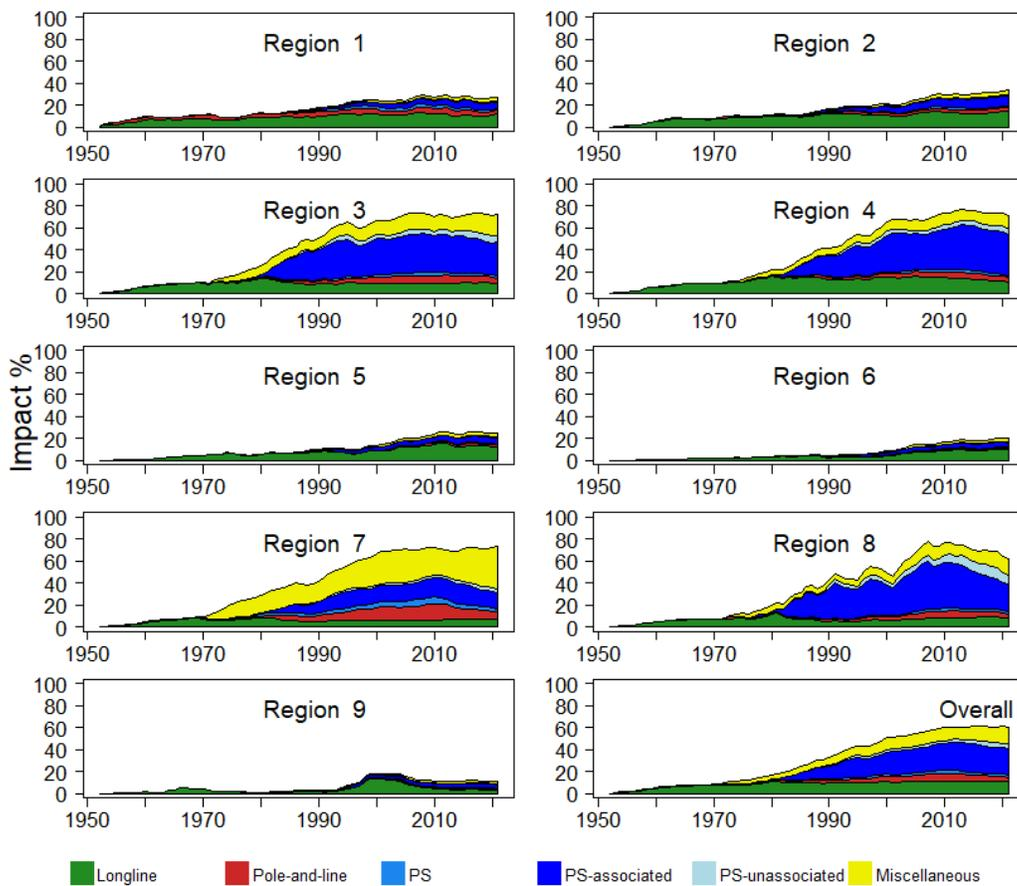 Impact %
Region 1
100
80
60
40
20
0
1950 1970 1990 2010
Region 2
100
80
60
40
20
0
1950 1970 1990 2010
Region 3
100
80
60
40
20
0
1950 1970 1990 2010
Region 4
100
80
60
40
20
0
1950 1970 1990 2010
Region 5
100
80
60
40
20
0
1950 1970 1990 2010
Region 6
100
80
60
40
20
0
1950 1970 1990 2010
Region 7
100
80
60
40
20
0
1950 1970 1990 2010
Region 8
100
80
60
40
20
0
1950 1970 1990 2010
Region 9
100
80
60
40
20
0
1950 1970 1990 2010
Overall
100
80
60
40
20
0
1950 1970 1990 2010
Longline Pole-and-line PS PS-associated PS-unassociated Miscellaneous